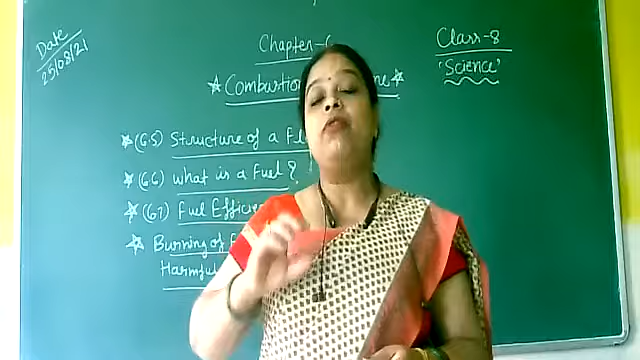 Date
25/08/21
Chapter-6
Class-8
'Science'
★ Combustion ★
★(6.5) Structure of a
★(6.6) What is a Fuel?
★(6.7) Fuel
★ Burning of
Harmful